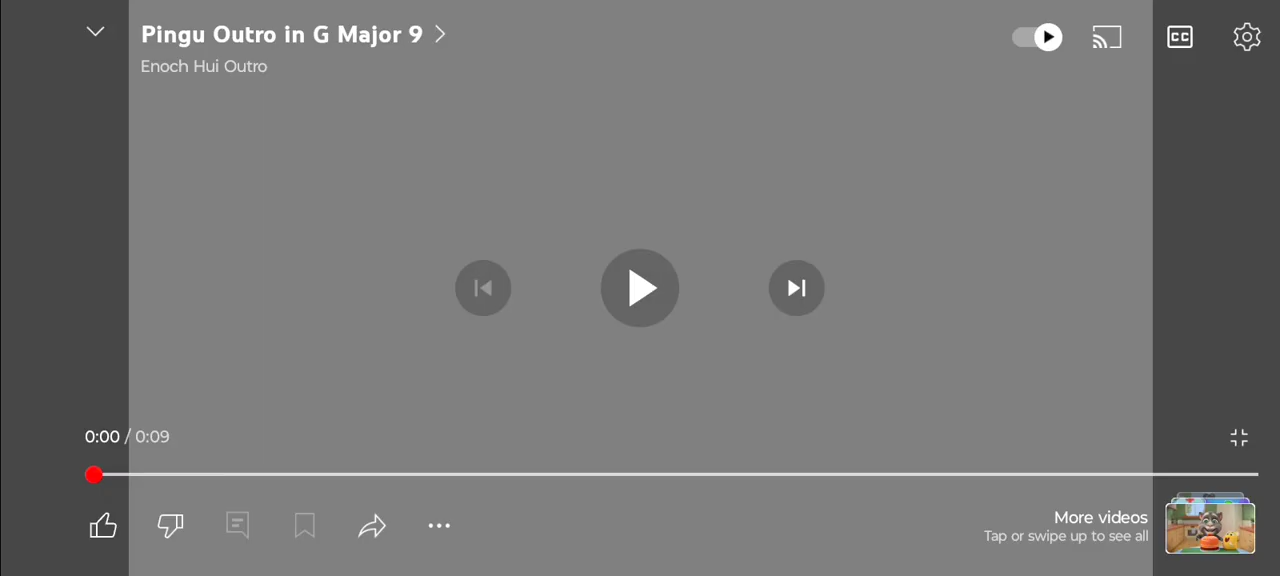 Pingu Outro in G Major 9
Enoch Hui Outro
CC
0:00 / 0:09
More videos
Tap or swipe up to see all